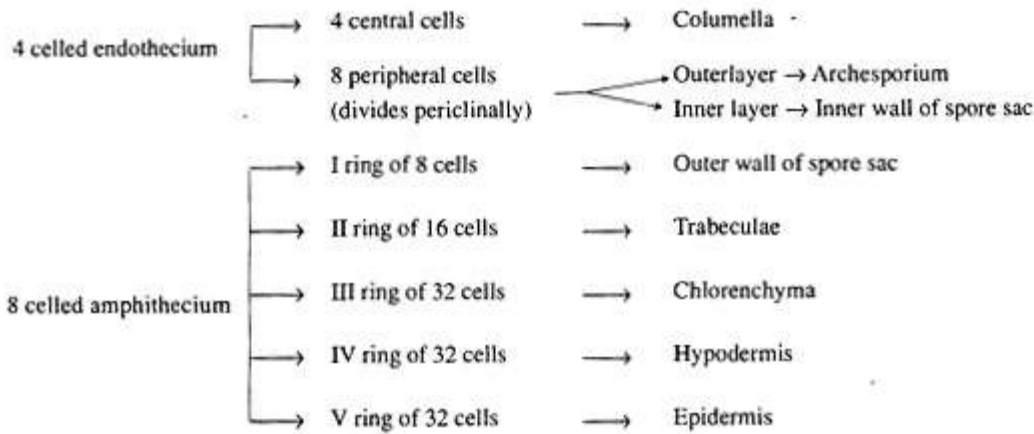 4 celled endothecium
4 central cells → Columella
8 peripheral cells
(divides periclinally)
Outerlayer → Archesporium
Inner layer → Inner wall of spore sac
8 celled amphithecium
I ring of 8 cells → Outer wall of spore sac
II ring of 16 cells → Trabeculae
III ring of 32 cells → Chlorenchyma
IV ring of 32 cells → Hypodermis
V ring of 32 cells → Epidermis